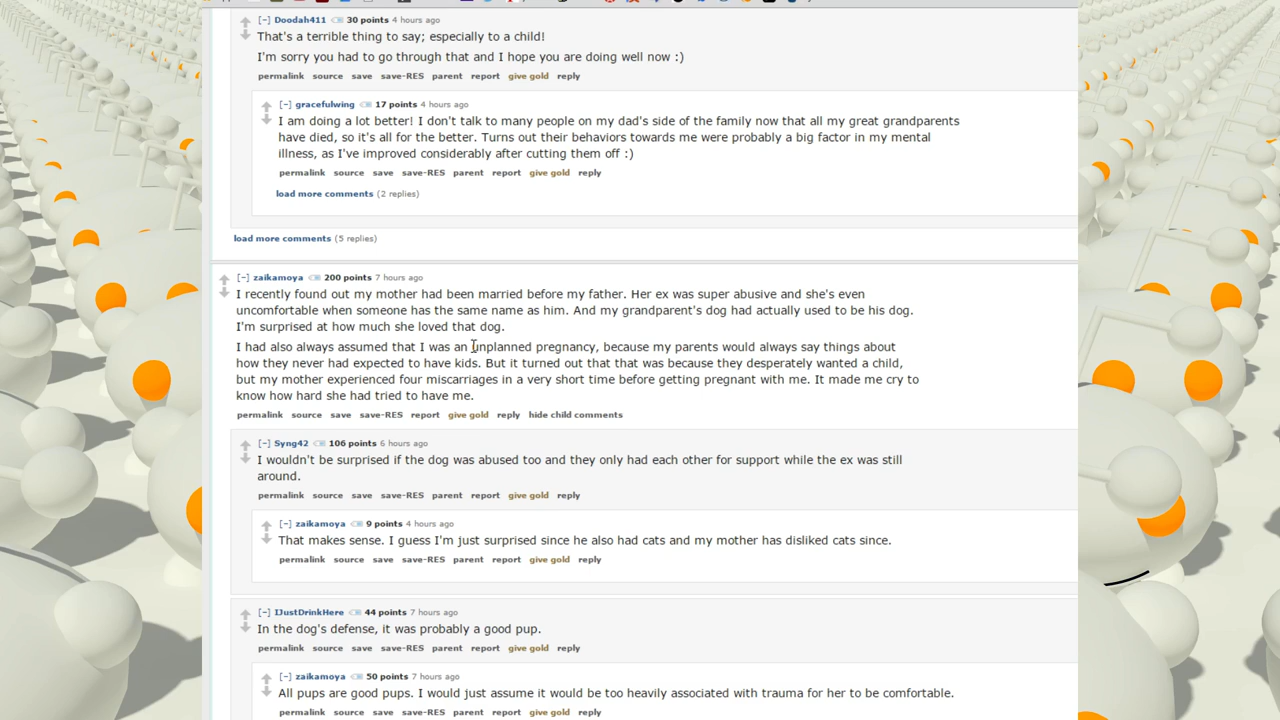 [-] Doodah411 30 points 4 hours ago
That's a terrible thing to say; especially to a child!
I'm sorry you had to go through that and I hope you are doing well now :)
permalink source save save-RES parent report give gold reply
[-] gracefulwing 17 points 4 hours ago
I am doing a lot better! I don't talk to many people on my dad's side of the family now that all my great grandparents
have died, so it's all for the better. Turns out their behaviors towards me were probably a big factor in my mental
illness, as I've improved considerably after cutting them off :)
permalink source save save-RES parent report give gold reply
load more comments (2 replies)
load more comments (5 replies)
[-] zaikamoya 200 points 7 hours ago
I recently found out my mother had been married before my father. Her ex was super abusive and she's even
uncomfortable when someone has the same name as him. And my grandparent's dog had actually used to be his dog.
I'm surprised at how much she loved that dog.
I had also always assumed that I was an unplanned pregnancy, because my parents would always say things about
how they never had expected to have kids. But it turned out that that was because they desperately wanted a child,
but my mother experienced four miscarriages in a very short time before getting pregnant with me. It made me cry to
know how hard she had tried to have me.
permalink source save save-RES report give gold reply hide child comments
[-] Syng42 106 points 6 hours ago
I wouldn't be surprised if the dog was abused too and they only had each other for support while the ex was still
around.
permalink source save save-RES parent report give gold reply
[-] zaikamoya 9 points 4 hours ago
That makes sense. I guess I'm just surprised since he also had cats and my mother has disliked cats since.
permalink source save save-RES parent report give gold reply
[-] IJustDrinkHere 44 points 7 hours ago
In the dog's defense, it was probably a good pup.
permalink source save save-RES parent report give gold reply
[-] zaikamoya 50 points 7 hours ago
All pups are good pups. I would just assume it would be too heavily associated with trauma for her to be comfortable.
permalink source save save-RES parent report give gold reply